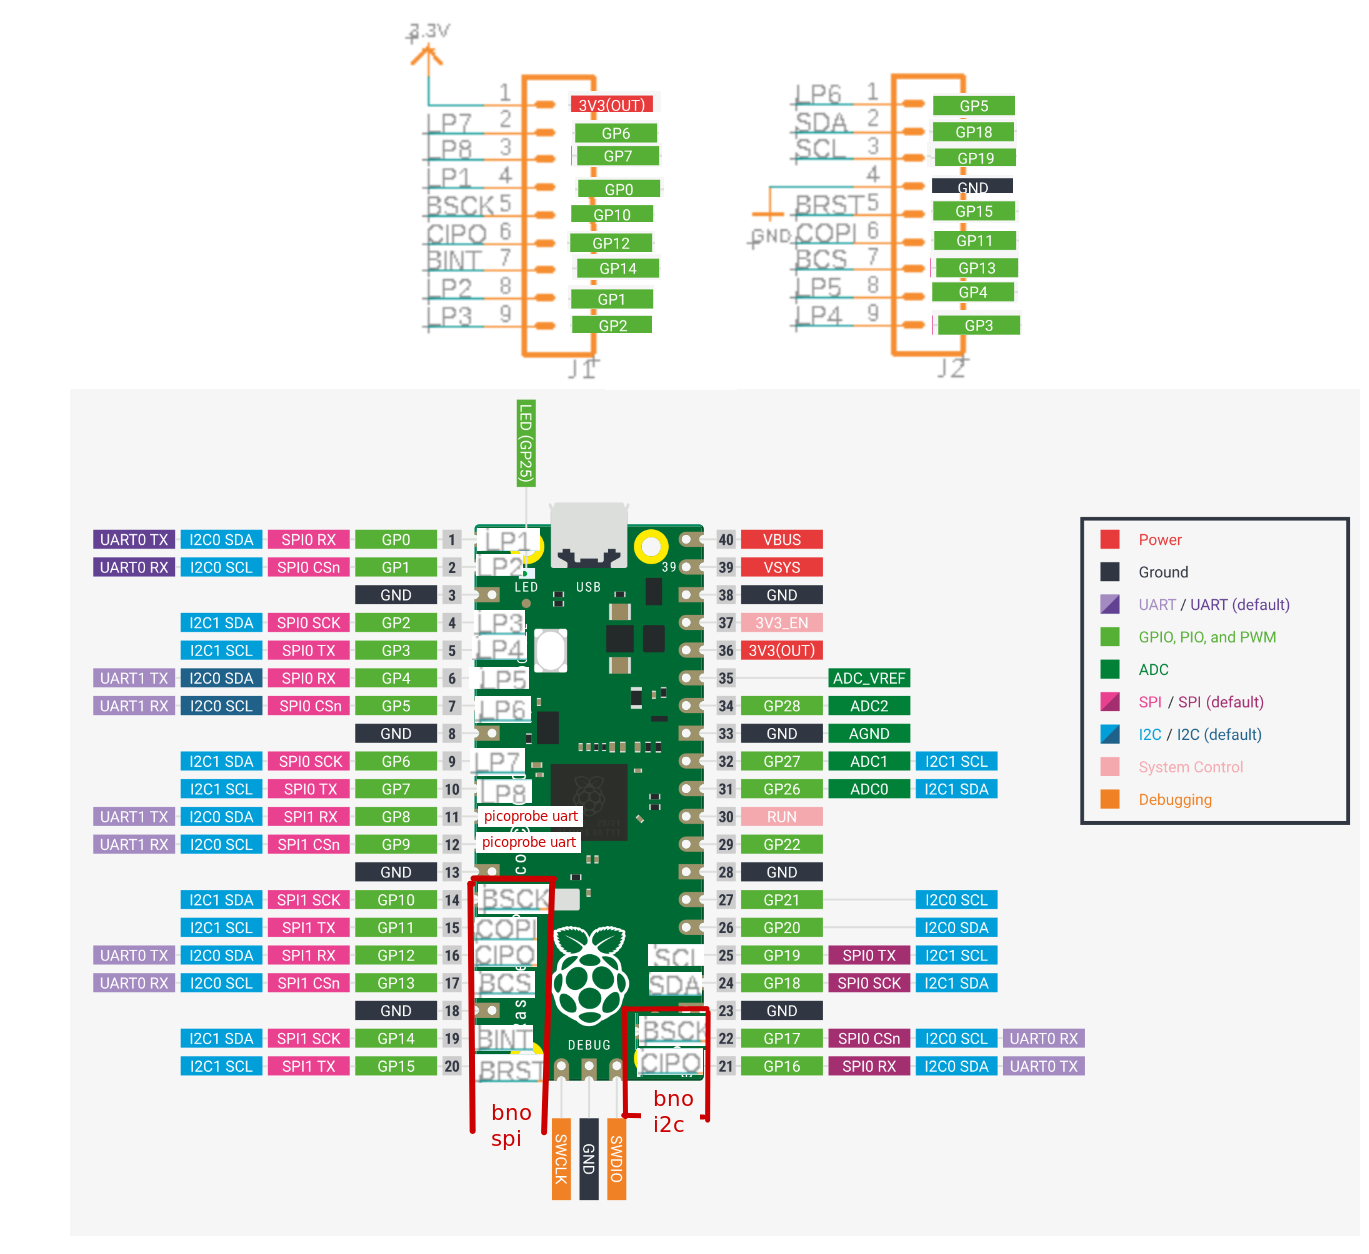 3.3V
1 3V3(OUT)
LP7 2 GP6
LP8 3 GP7
LP1 4 GP0
BSCK 5 GP10
CIPO 6 GP12
BINT 7 GP14
LP2 8 GP1
LP3 9 GP2
J1
LP6 1 GP5
SDA 2 GP18
SCL 3 GP19
4 GND
BRST 5 GP15
GND
COPI 6 GP11
BCS 7 GP13
LP5 8 GP4
LP4 9 GP3
J2
LED (GP25)
UART0 TX I2C0 SDA SPI0 RX GP0 1 LP1 40 VBUS
UART0 RX I2C0 SCL SPI0 CSn GP1 2 LP2 39 39 VSYS
LED USB
GND 3 38 GND
I2C1 SDA SPI0 SCK GP2 4 LP3 37 3V3_EN
I2C1 SCL SPI0 TX GP3 5 LP4 36 3V3(OUT)
UART1 TX I2C0 SDA SPI0 RX GP4 6 LP5 35 ADC_VREF
UART1 RX I2C0 SCL SPI0 CSn GP5 7 LP6 34 GP28 ADC2
GND 8 33 GND AGND
I2C1 SDA SPI0 SCK GP6 9 LP7 32 GP27 ADC1 I2C1 SCL
I2C1 SCL SPI0 TX GP7 10 LP8 31 GP26 ADC0 I2C1 SDA
UART1 TX I2C0 SDA SPI1 RX GP8 11 picoprobe uart 30 RUN
UART1 RX I2C0 SCL SPI1 CSn GP9 12 picoprobe uart 29 GP22
GND 13 28 GND
I2C1 SDA SPI1 SCK GP10 14 BSCK 27 GP21 I2C0 SCL
I2C1 SCL SPI1 TX GP11 15 COPI 26 GP20 I2C0 SDA
UART0 TX I2C0 SDA SPI1 RX GP12 16 CIPO SCL 25 GP19 SPI0 TX I2C1 SCL
UART0 RX I2C0 SCL SPI1 CSn GP13 17 BCS SDA 24 GP18 SPI0 SCK I2C1 SDA
GND 18 23 GND
I2C1 SDA SPI1 SCK GP14 19 BINT BSCK 22 GP17 SPI0 CSn I2C0 SCL UART0 RX
DEBUG
I2C1 SCL SPI1 TX GP15 20 BRST CIPO 21 GP16 SPI0 RX I2C0 SDA UART0 TX
bno
spi
bno
i2c
SWCLK
GND
SWDIO
Power
Ground
UART / UART (default)
GPIO, PIO, and PWM
ADC
SPI / SPI (default)
I2C / I2C (default)
System Control
Debugging